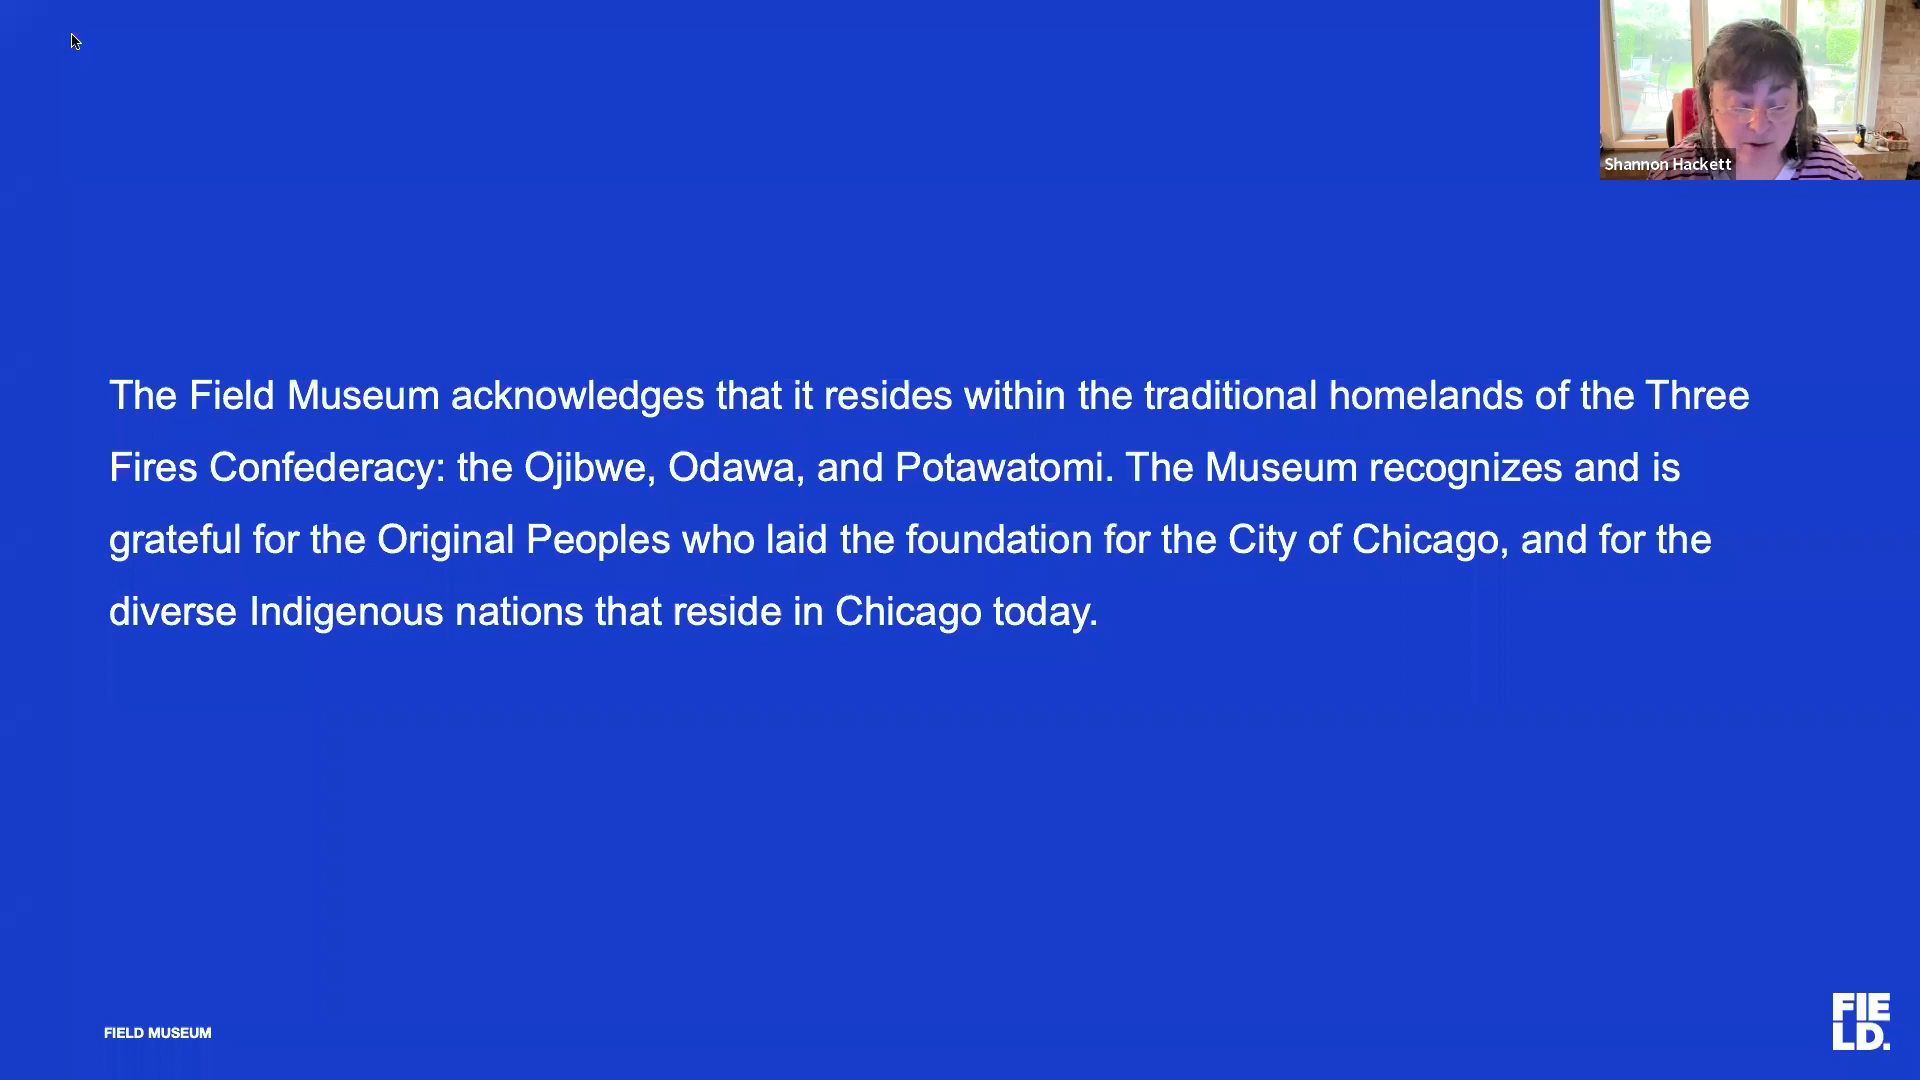 Shannon Hackett
The Field Museum acknowledges that it resides within the traditional homelands of the Three
Fires Confederacy: the Ojibwe, Odawa, and Potawatomi. The Museum recognizes and is
grateful for the Original Peoples who laid the foundation for the City of Chicago, and for the
diverse Indigenous nations that reside in Chicago today.
FIELD MUSEUM
FIE
LD.